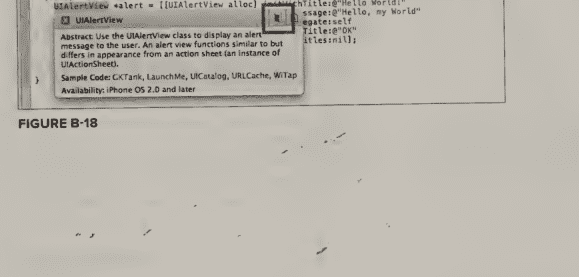 UIAlertView *alert = [[UIAlertView alloc] initWithTitle:@"Hello World!"
ssage:@"Hello, my World"
egate:self
Title:@"OK"
itles:nil];
UIAlertView
Abstract: Use the UIAlertView class to display an alert
message to the user. An alert view functions similar to but
differs in appearance from an action sheet (an instance of
UIActionSheet).
Sample Code: GKTank, LaunchMe, UICatalog, URLCache, WiTap
Availability: iPhone OS 2.0 and later
}
FIGURE B-18